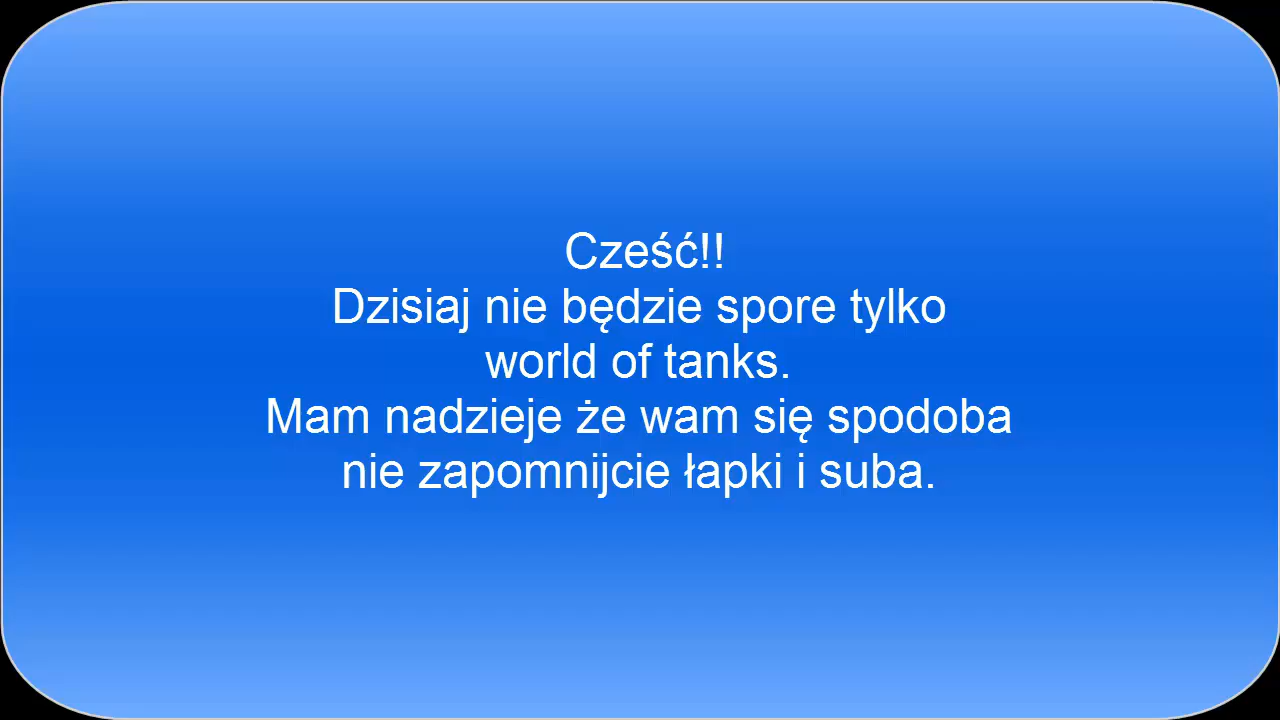 Cześć!!
Dzisiaj nie będzie spore tylko
world of tanks.
Mam nadzieje że wam się spodoba
nie zapomnijcie łapki i suba.